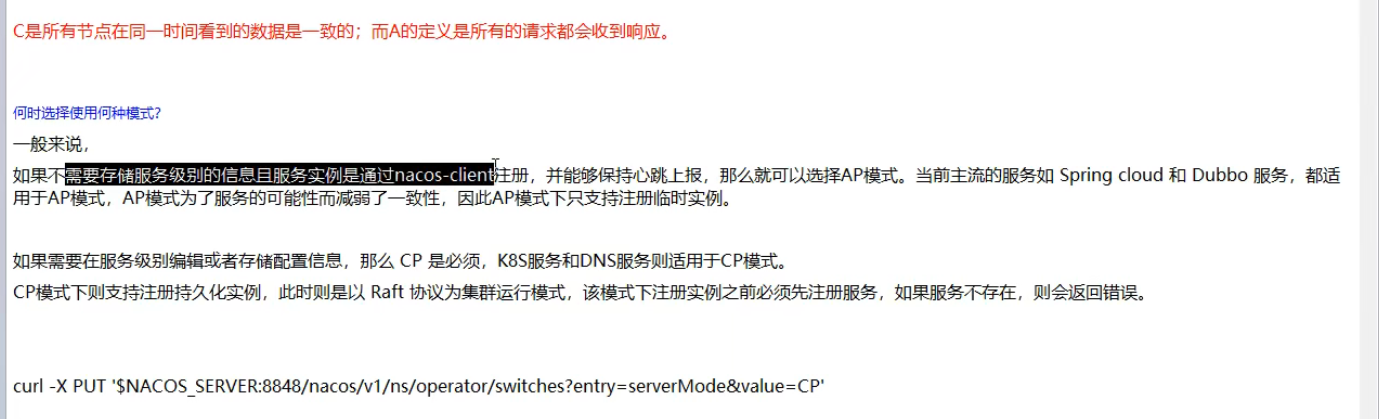 C是所有节点在同一时间看到的数据是一致的；而A的定义是所有的请求都会收到响应。
何时选择使用何种模式？
一般来说，
如果不需要存储服务级别的信息且服务实例是通过nacos-client注册，并能够保持心跳上报，那么就可以选择AP模式。当前主流的服务如 Spring cloud 和 Dubbo 服务，都适
用于AP模式，AP模式为了服务的可能性而减弱了一致性，因此AP模式下只支持注册临时实例。
如果需要在服务级别编辑或者存储配置信息，那么 CP 是必须，K8S服务和DNS服务则适用于CP模式。
CP模式下则支持注册持久化实例，此时则是以 Raft 协议为集群运行模式，该模式下注册实例之前必须先注册服务，如果服务不存在，则会返回错误。
curl -X PUT '$NACOS_SERVER:8848/nacos/v1/ns/operator/switches?entry=serverMode&value=CP'